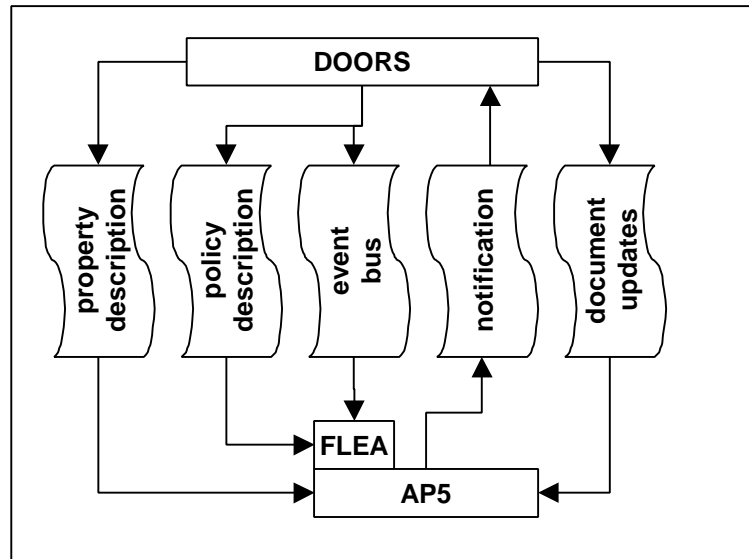 DOORS
property
description
policy
description
event
bus
notification
document
updates
FLEA
AP5